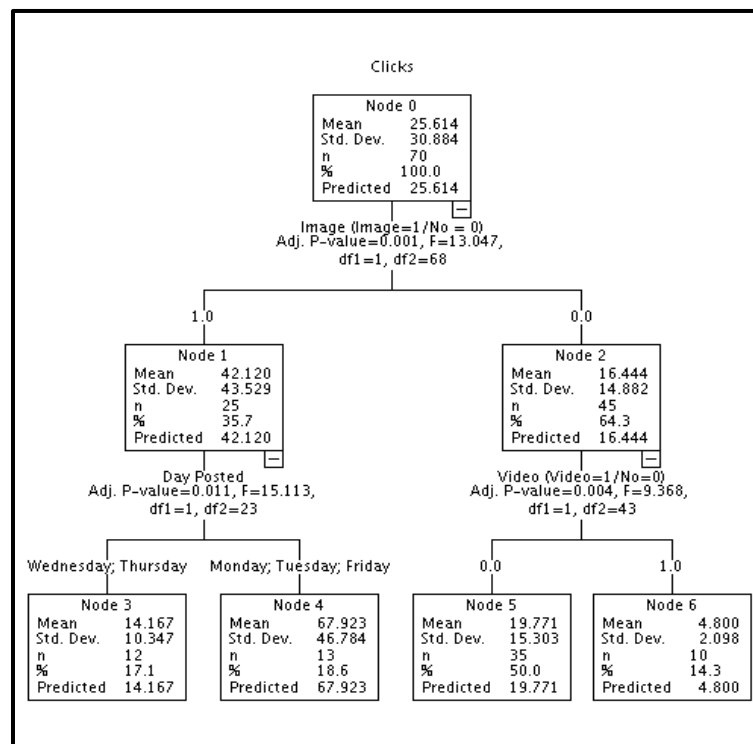 Clicks
Node 0
Mean 25.614
Std. Dev. 30.884
n 70
% 100.0
Predicted 25.614
Image (Image=1/No = 0)
Adj. P-value=0.001, F=13.047,
df1=1, df2=68
1.0
0.0
Node 1
Mean 42.120
Std. Dev. 43.529
n 25
% 35.7
Predicted 42.120
Node 2
Mean 16.444
Std. Dev. 14.882
n 45
% 64.3
Predicted 16.444
Day Posted
Adj. P-value=0.011, F=15.113,
df1=1, df2=23
Video (Video=1/No=0)
Adj. P-value=0.004, F=9.368,
df1=1, df2=43
Wednesday; Thursday
Monday; Tuesday; Friday
0.0
1.0
Node 3
Mean 14.167
Std. Dev. 10.347
n 12
% 17.1
Predicted 14.167
Node 4
Mean 67.923
Std. Dev. 46.784
n 13
% 18.6
Predicted 67.923
Node 5
Mean 19.771
Std. Dev. 15.303
n 35
% 50.0
Predicted 19.771
Node 6
Mean 4.800
Std. Dev. 2.098
n 10
% 14.3
Predicted 4.800